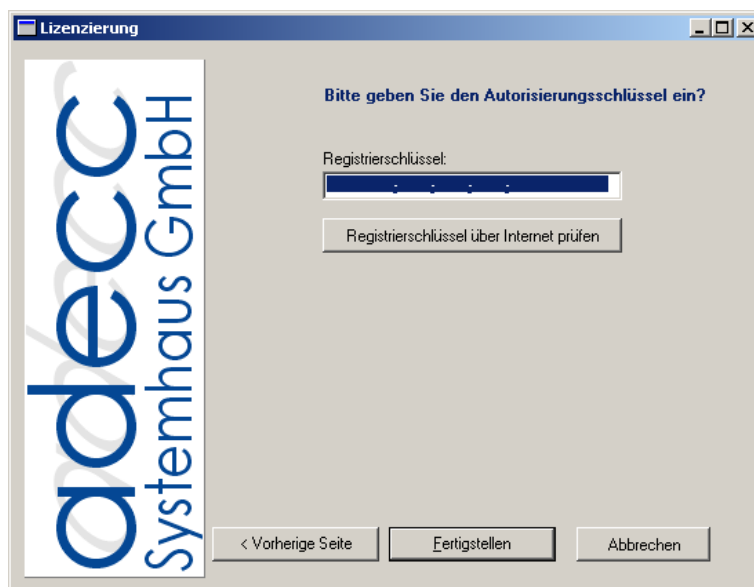 Lizenzierung
adecc
Systemhaus GmbH
Bitte geben Sie den Autorisierungsschlüssel ein?
Registrierschlüssel:
- - - -
Registrierschlüssel über Internet prüfen
< Vorherige Seite
Fertigstellen
Abbrechen